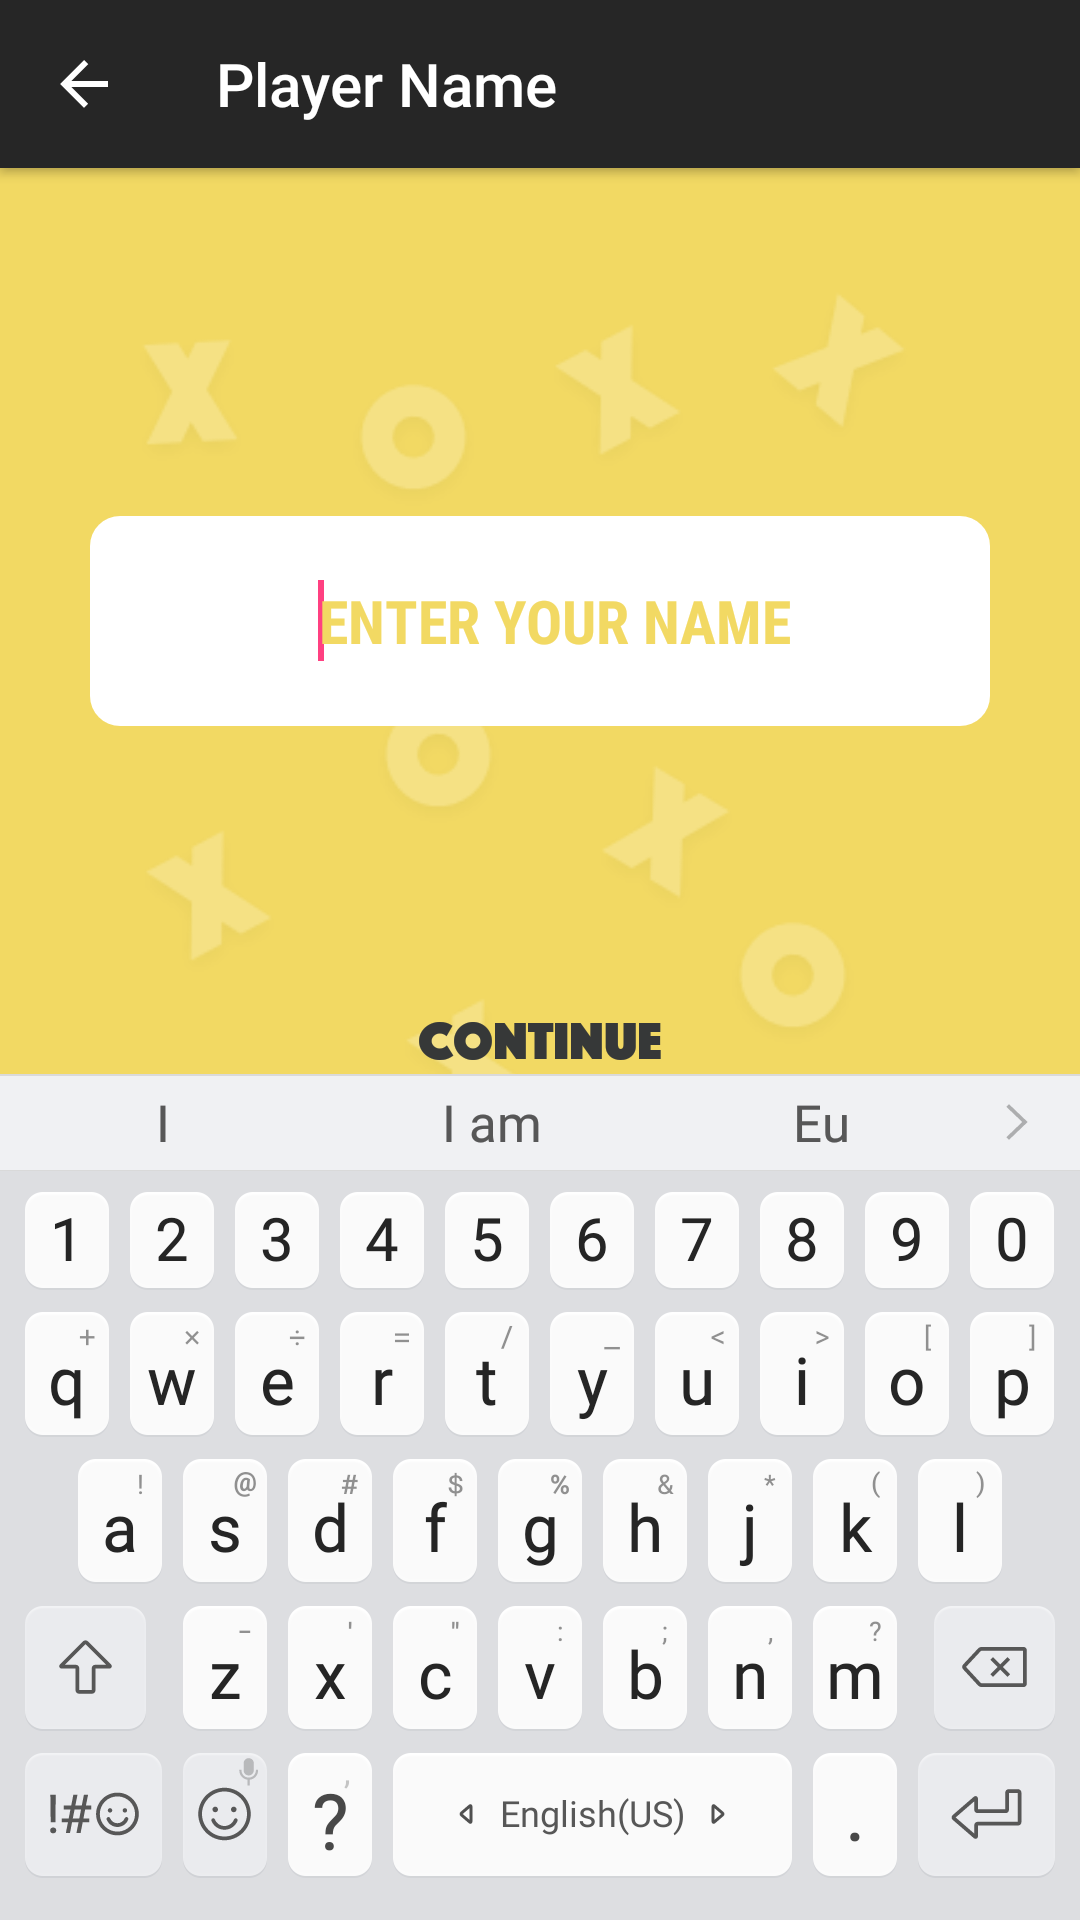 Player Name
ENTER YOUR NAME
CONTINUE
I I am Eu
1 2 3 4 5 6 7 8 9 0
+ × ÷ = / _ < > [ ]
q w e r t y u i o p
! @ # $ % & * ( )
a s d f g h j k l
- ' " : ; , ?
z x c v b n m
!# , ? English(US) .